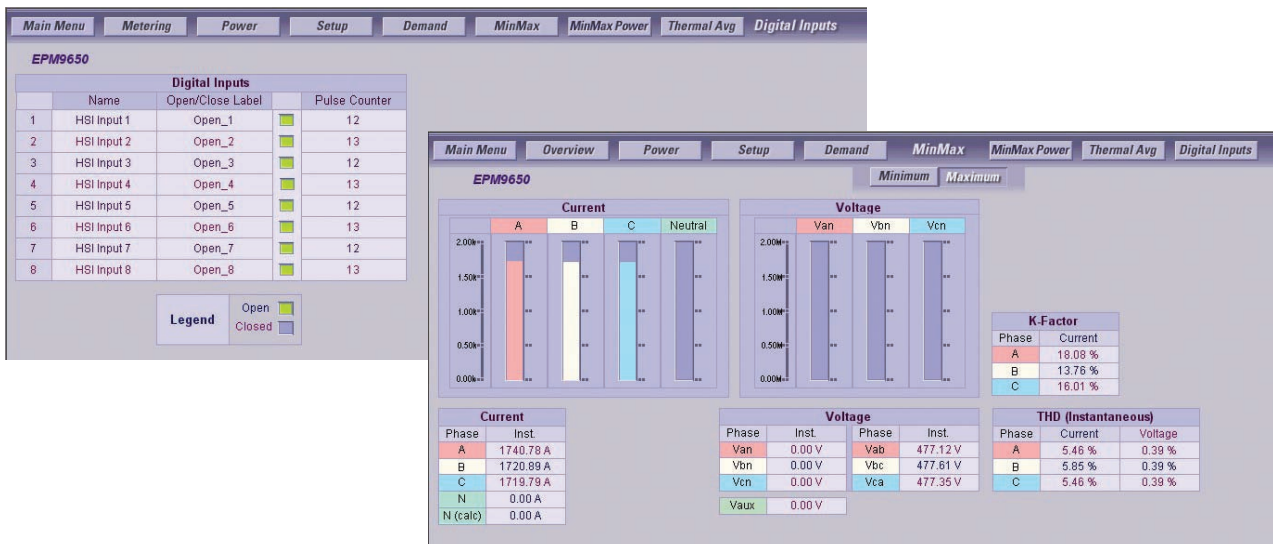 Main Menu Metering Power Setup Demand MinMax MinMax Power Thermal Avg Digital Inputs
EPM9650
Digital Inputs
Name Open/Close Label Pulse Counter
1 HSI Input 1 Open_1 12
2 HSI Input 2 Open_2 13
3 HSI Input 3 Open_3 12
4 HSI Input 4 Open_4 13
5 HSI Input 5 Open_5 12
6 HSI Input 6 Open_6 13
7 HSI Input 7 Open_7 12
8 HSI Input 8 Open_8 13
Legend
Open
Closed
Main Menu Overview Power Setup Demand MinMax MinMax Power Thermal Avg Digital Inputs
EPM9650
Minimum Maximum
Current
A B C Neutral
2.00k
1.50k
1.00k
0.50k
0.00k
Voltage
Van Vbn Vcn
2.00M
1.50M
1.00M
0.50M
0.00M
K-Factor
Phase Current
A 18.08 %
B 13.76 %
C 16.01 %
Current
Phase Inst.
A 1740.78 A
B 1720.89 A
C 1719.79 A
N 0.00 A
N (calc) 0.00 A
Voltage
Phase Inst. Phase Inst.
Van 0.00 V Vab 477.12 V
Vbn 0.00 V Vbc 477.61 V
Vcn 0.00 V Vca 477.35 V
Vaux 0.00 V
THD (Instantaneous)
Phase Current Voltage
A 5.46 % 0.39 %
B 5.85 % 0.39 %
C 5.46 % 0.39 %